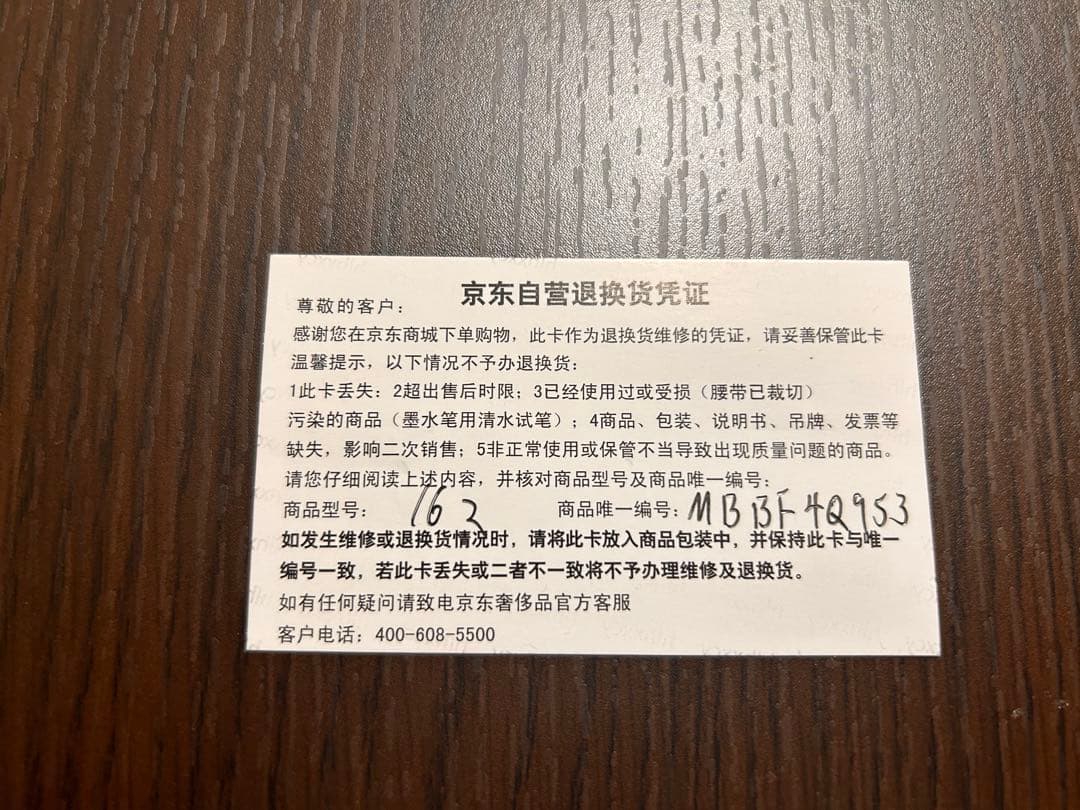 京东自营退换货凭证
尊敬的客户：
感谢您在京东商城下单购物，此卡作为退换货维修的凭证，请妥善保管此卡
温馨提示，以下情况不予办退换货：
1此卡丢失：2超出售后时限；3已经使用过或受损（腰带已裁切）
污染的商品（墨水笔用清水试笔）；4商品、包装、说明书、吊牌、发票等
缺失，影响二次销售；5非正常使用或保管不当导致出现质量问题的商品。
请您仔细阅读上述内容，并核对商品型号及商品唯一编号：
商品型号： 162 商品唯一编号：MBBF4Q953
如发生维修或退换货情况时，请将此卡放入商品包装中，并保持此卡与唯一
编号一致，若此卡丢失或二者不一致将不予办理维修及退换货。
如有任何疑问请致电京东奢侈品官方客服
客户电话：400-608-5500